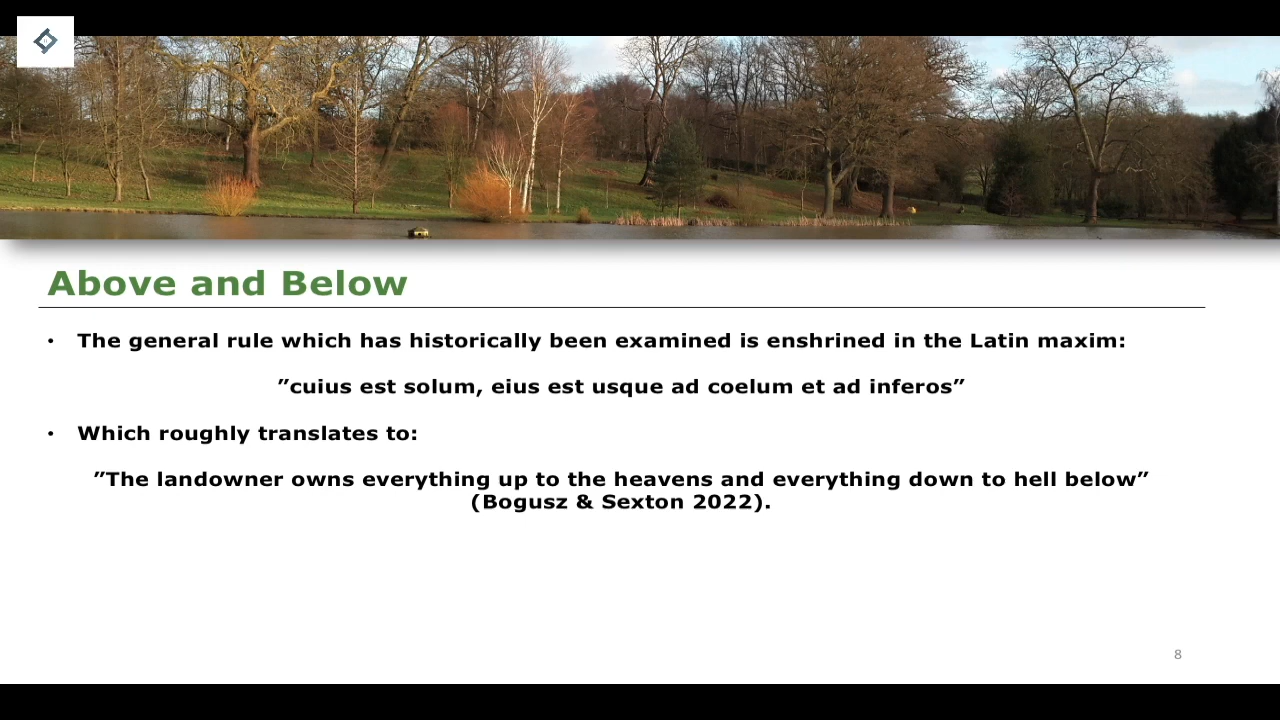 Above and Below
• The general rule which has historically been examined is enshrined in the Latin maxim:
”cuius est solum, eius est usque ad coelum et ad inferos”
• Which roughly translates to:
”The landowner owns everything up to the heavens and everything down to hell below”
(Bogusz & Sexton 2022).
8